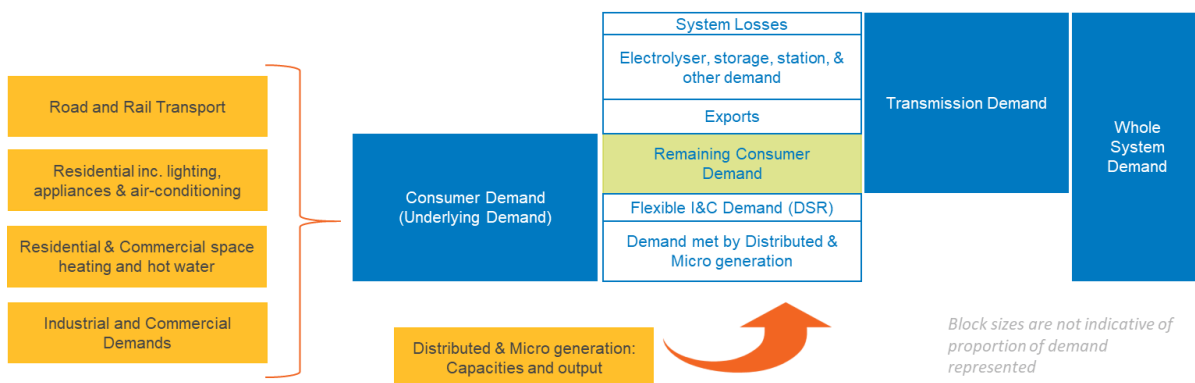 Road and Rail Transport
Residential inc. lighting,
appliances & air-conditioning
Residential & Commercial space
heating and hot water
Industrial and Commercial
Demands
Consumer Demand
(Underlying Demand)
System Losses
Electrolyser, storage, station, &
other demand
Exports
Remaining Consumer
Demand
Flexible I&C Demand (DSR)
Demand met by Distributed &
Micro generation
Transmission Demand
Whole
System
Demand
Distributed & Micro generation:
Capacities and output
Block sizes are not indicative of
proportion of demand
represented